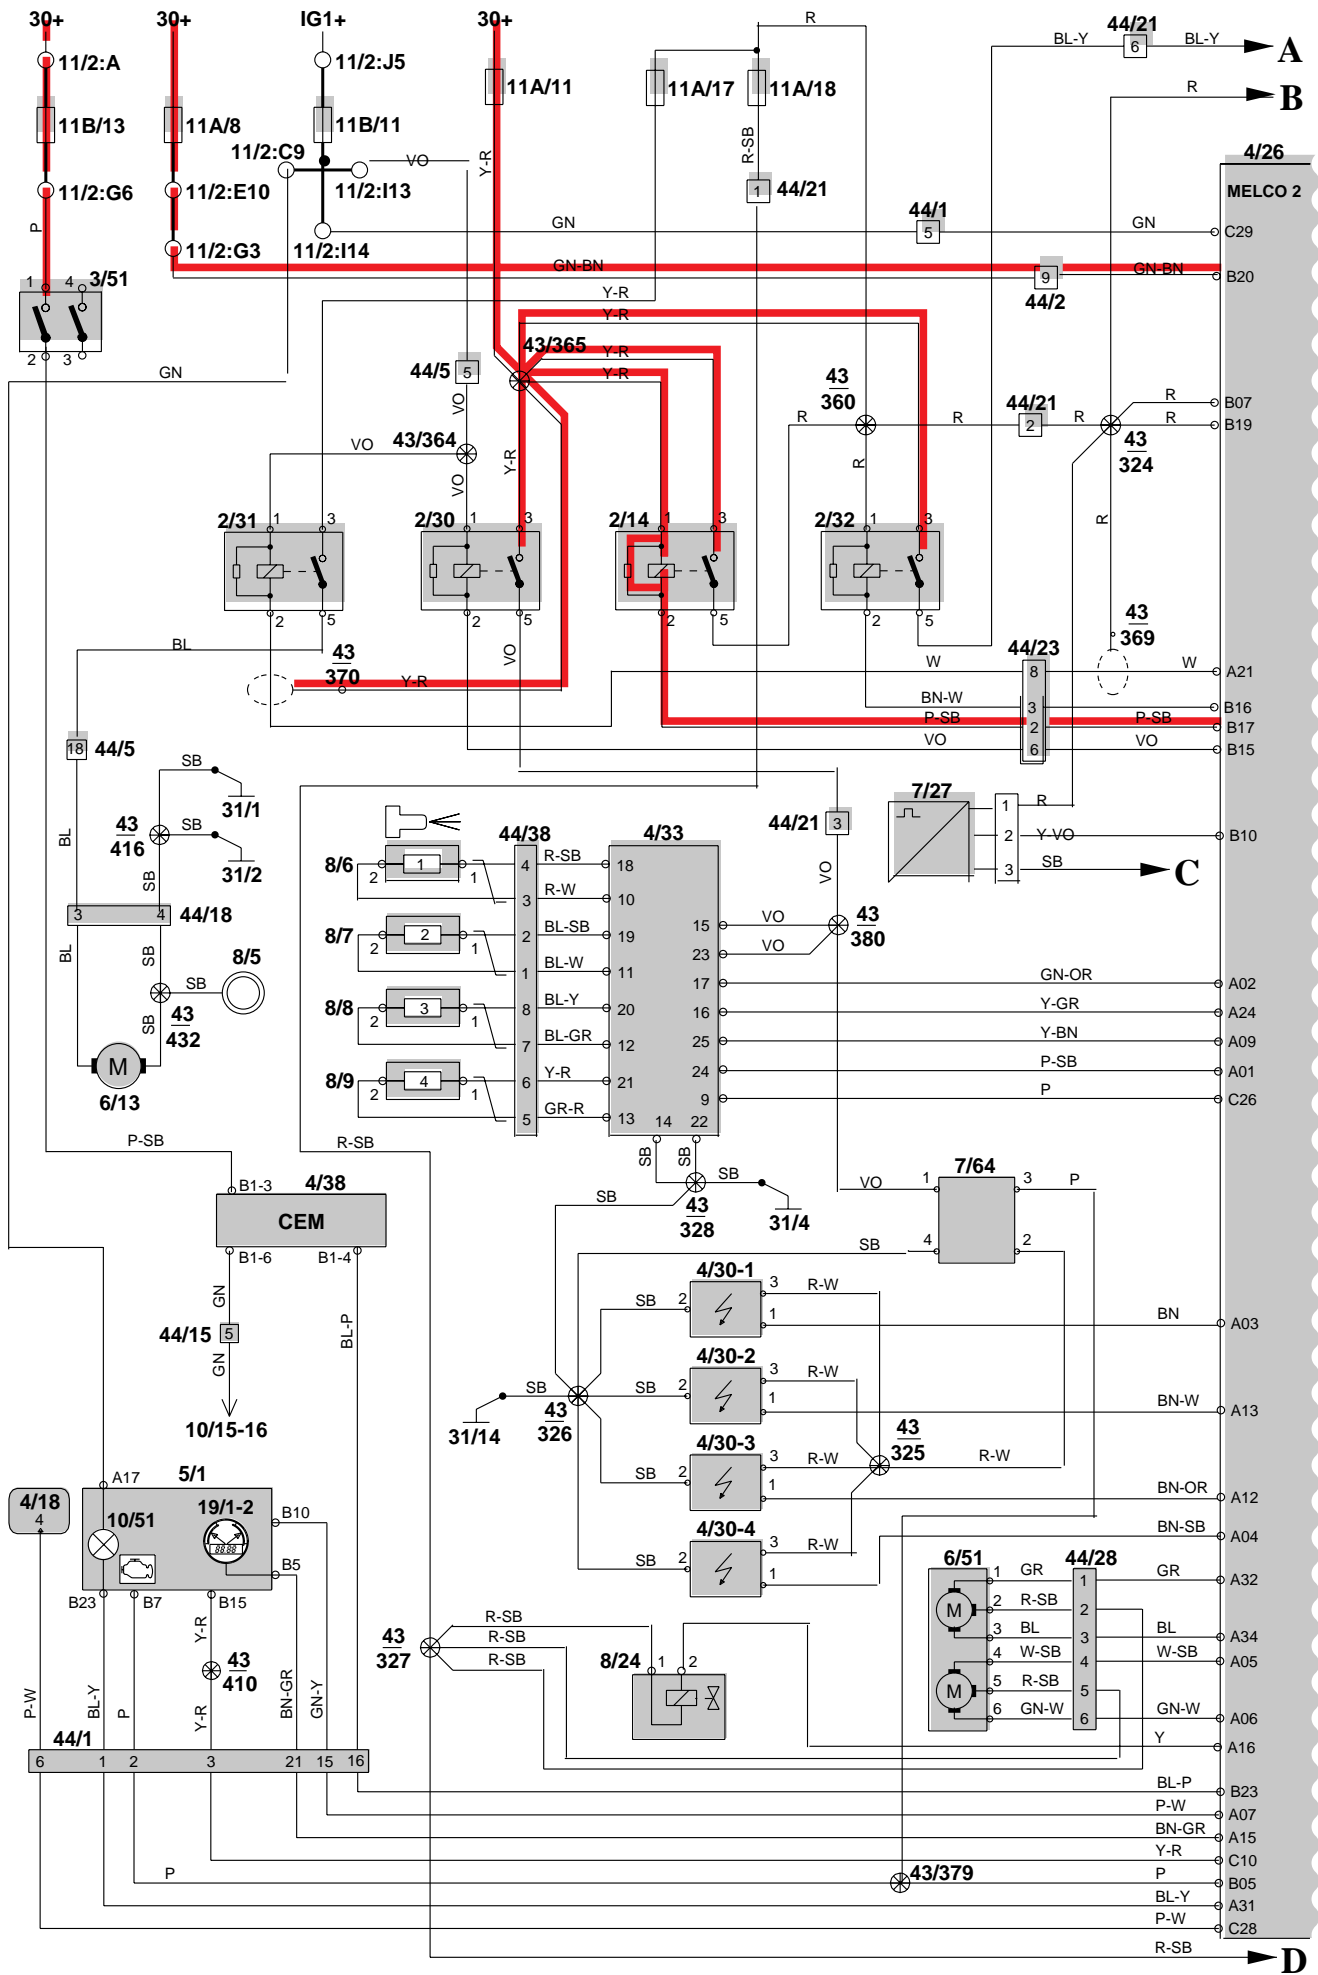 30+ 30+ IG1+ 30+ R 44/21
BL-Y 6 BL-Y A
11/2:A 11/2:J5
11A/11 11A/17 11A/18
R B
11B/13 11A/8 11B/11
R-SB
11/2:C9 VO Y-R
4/26
11/2:G6 11/2:E10 11/2:I13 1 44/21
MELCO 2
P
44/1
GN 5 GN C29
11/2:G3 11/2:I14
GN-BN GN-BN
9 B20
1 4 3/51
44/2
Y-R
Y-R
2 3
43/365 Y-R
Y-R
GN 44/5 5
43
360
44/21 R B07
VO
R R 2 R R B19
43/364
VO
43
324
VO Y-R R
2/31 1 3 2/30 1 3 2/14 1 3 2/32 1 3
R
2 5 2 5 2 5 2 5
43
369
BL
43
370
VO 44/23
Y-R
W 8 W A21
BN-W 3 B16
P-SB 2 P-SB B17
VO 6 VO B15
18 44/5
SB
31/1
7/27
43
416
SB
31/2
44/21 3
1 R
2 Y-VO B10
3 SB C
BL SB
44/38 4/33
VO
8/6 2 1 1 4 R-SB 18
3 R-W 10
3 4 44/18
8/7 2 2 1 2 BL-SB 19
1 BL-W 11
15 VO
23 VO
43
380
BL SB
8/5
SB
17 GN-OR A02
8/8 2 3 1 8 BL-Y 20
7 BL-GR 12
16 Y-GR A24
43
432
SB
25 Y-BN A09
M
6/13
8/9 2 4 1 6 Y-R 21
5 GR-R 13
24 P-SB A01
9 P C26
14 22
P-SB R-SB
SB SB SB
43
328
31/4
SB
B1-3 4/38
CEM
B1-6 B1-4
7/64
VO 1 3 P
SB 4 2
GN
44/15 5
GN
BL-P
10/15-16
4/30-1
SB 2 3 R-W
1 BN A03
4/30-2
SB SB 2 3 R-W
1 BN-W A13
31/14
43
326
43
325
4/30-3
SB 2 3 R-W R-W
1 BN-OR A12
4/30-4
SB 2 3 R-W
1 BN-SB A04
A17 5/1
4/18
4
10/51 19/1-2 B10
88:88
B5
B23 B7 B15
6/51 44/28
M 1 GR 1 GR A32
2 R-SB 2
3 BL 3 BL A34
M 4 W-SB 4 W-SB A05
5 R-SB 5
6 GN-W 6 GN-W A06
Y-R
43
410
43
327
R-SB
R-SB
R-SB
8/24 1 2
P-W BL-Y P Y-R BN-GR GN-Y
Y A16
44/1
6 1 2 3 21 15 16
BL-P B23
P-W A07
BN-GR A15
Y-R C10
P 43/379 P B05
BL-Y A31
P-W C28
R-SB D